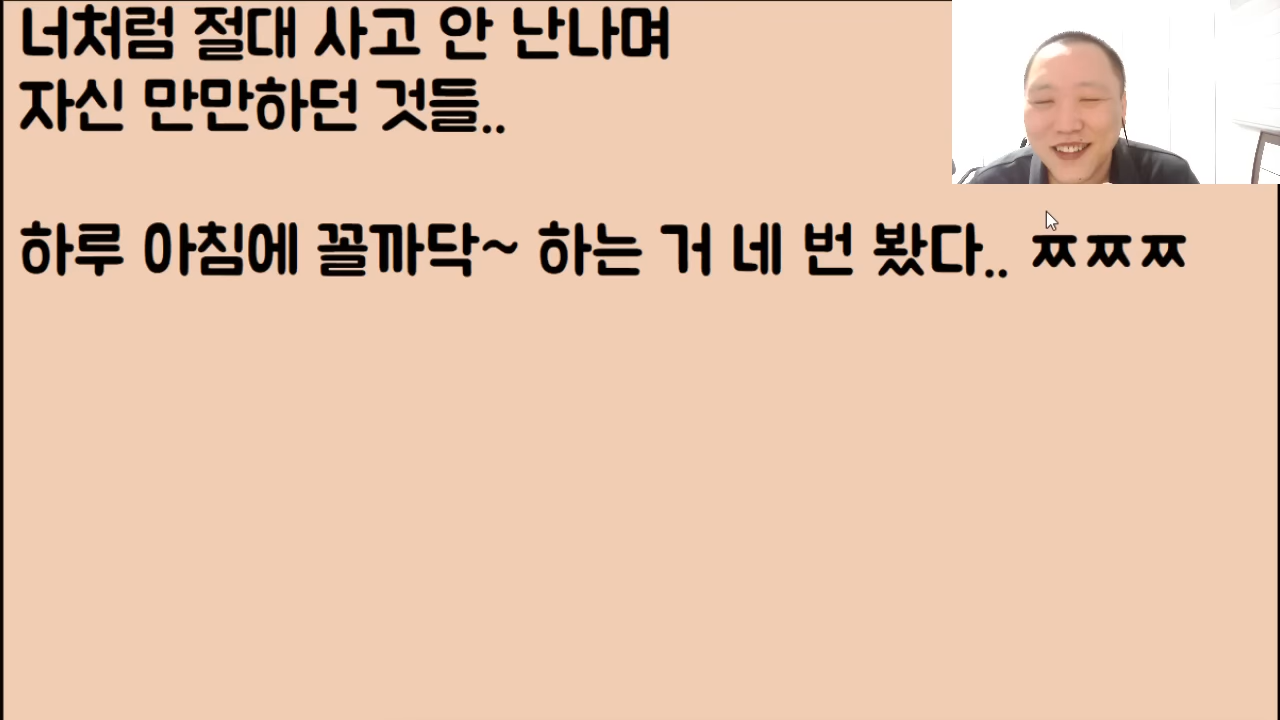 너처럼 절대 사고 안 난나며
자신 만만하던 것들..
하루 아침에 꼴까닥~ 하는 거 네 번 봤다.. ㅉㅉㅉ